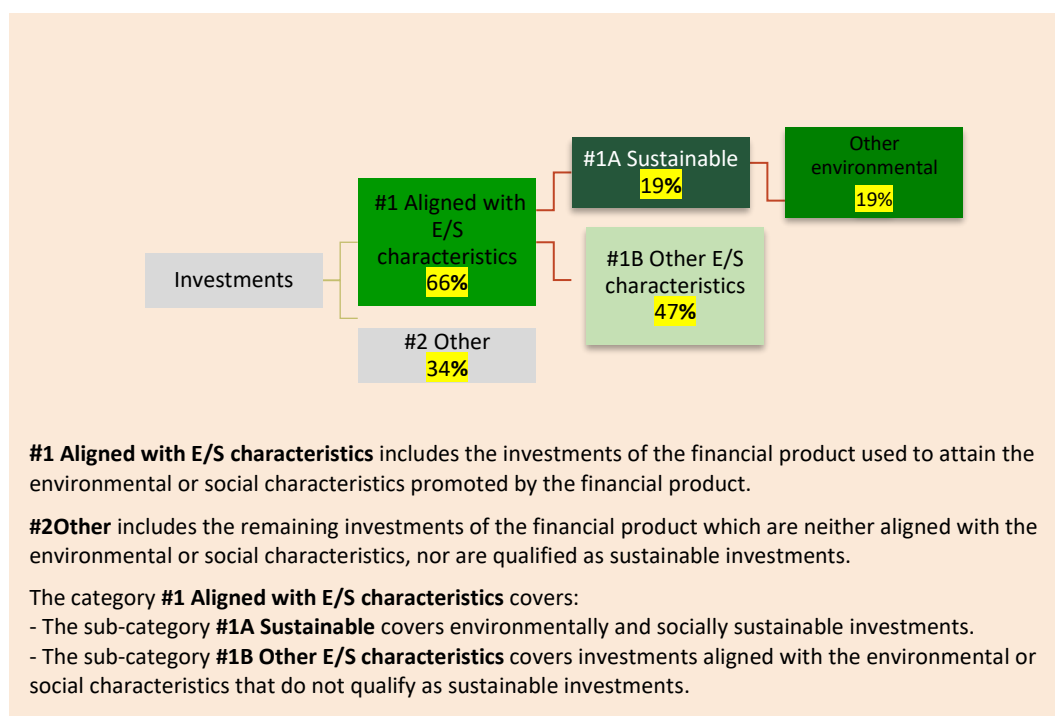 #1A Sustainable
19%
Other
environmental
19%
#1 Aligned with
E/S
characteristics
66%
#1B Other E/S
characteristics
47%
Investments
#2 Other
34%
#1 Aligned with E/S characteristics includes the investments of the financial product used to attain the
environmental or social characteristics promoted by the financial product.
#2Other includes the remaining investments of the financial product which are neither aligned with the
environmental or social characteristics, nor are qualified as sustainable investments.
The category #1 Aligned with E/S characteristics covers:
- The sub-category #1A Sustainable covers environmentally and socially sustainable investments.
- The sub-category #1B Other E/S characteristics covers investments aligned with the environmental or
social characteristics that do not qualify as sustainable investments.